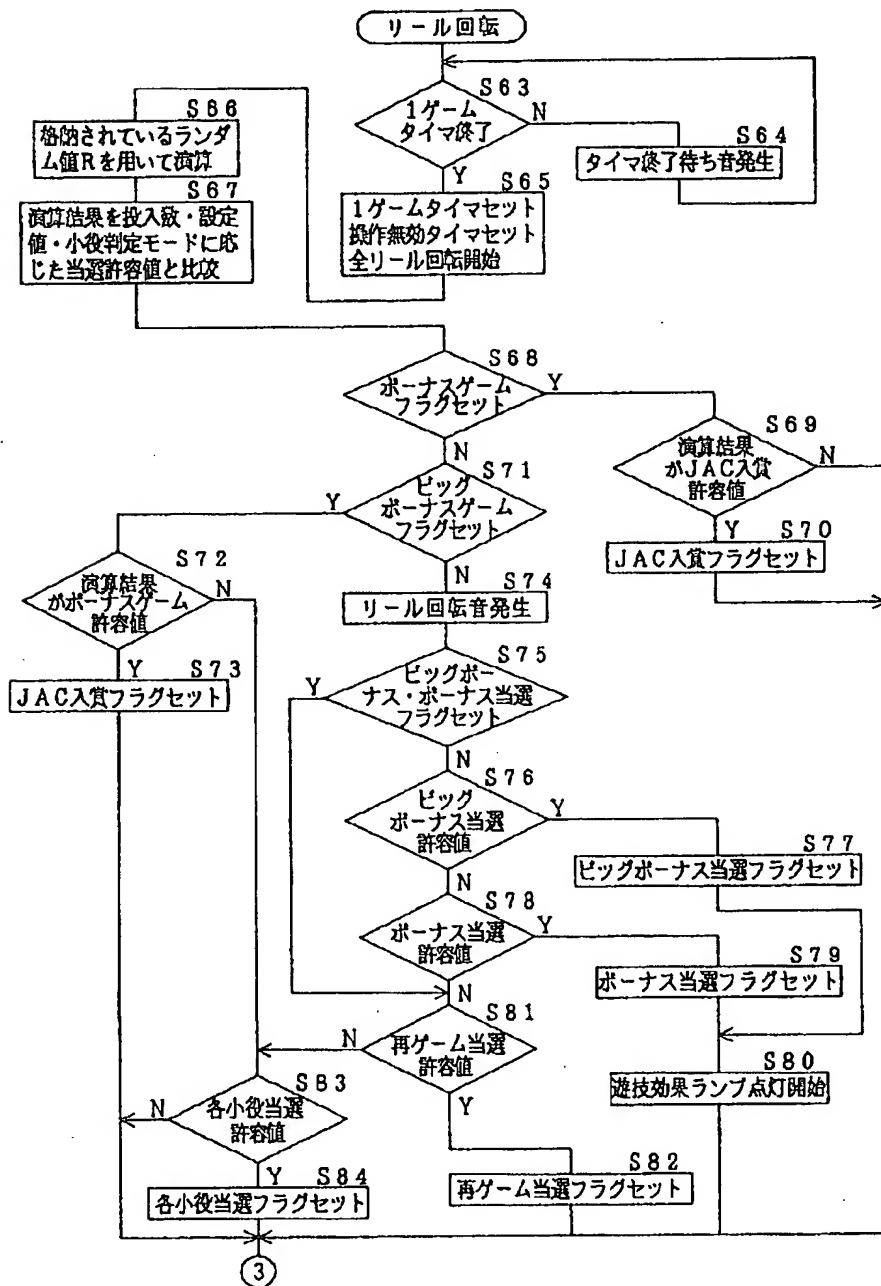 リール回転
S63
1ゲーム
タイマ終了
N
S64
タイマ終了待ち音発生
Y
S65
1ゲームタイマセット
操作無効タイマセット
全リール回転開始
S66
格納されているランダ
ム値Rを用いて演算
S67
演算結果を投入数・設定
値・小役判定モードに応
じた当選許容値と比較
S68
ボーナスゲーム
フラグセット
Y
N
S69
演算結果
がJAC入賞
許容値
N
Y
S70
JAC入賞フラグセット
S71
ビッグ
ボーナスゲーム
フラグセット
Y
N
S72
演算結果
がボーナスゲーム
許容値
N
Y
S73
JAC入賞フラグセット
S74
リール回転音発生
S75
ビッグボー
ナス・ボーナス当選
フラグセット
Y
N
S76
ビッグ
ボーナス当選
許容値
Y
N
S77
ビッグボーナス当選フラグセット
S78
ボーナス当選
許容値
Y
N
S79
ボーナス当選フラグセット
S80
遊技効果ランプ点灯開始
S81
再ゲーム当選
許容値
N
Y
S82
再ゲーム当選フラグセット
S83
各小役当選
許容値
N
Y
S84
各小役当選フラグセット
3